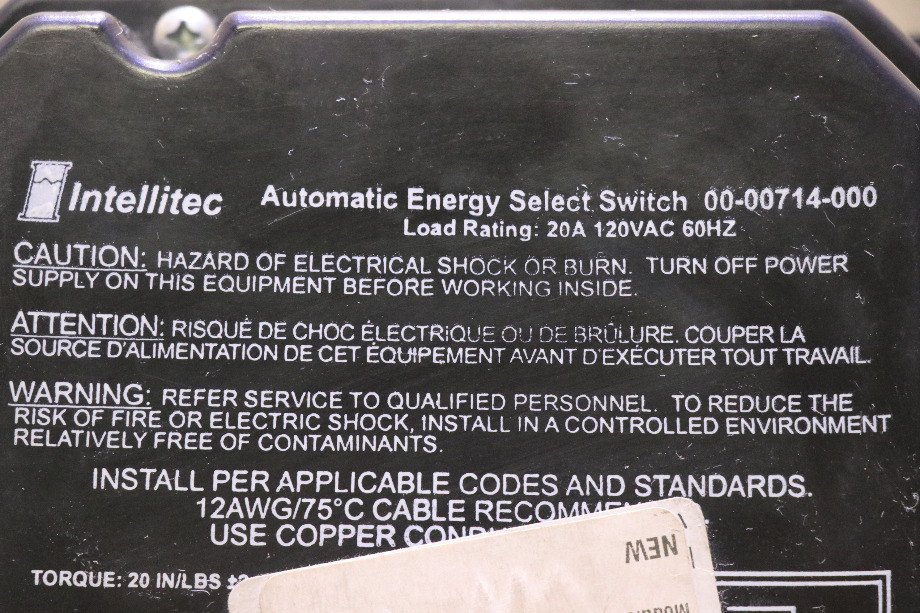 Intellitec Automatic Energy Select Switch 00-00714-000
Load Rating: 20A 120VAC 60HZ
CAUTION: HAZARD OF ELECTRICAL SHOCK OR BURN. TURN OFF POWER
SUPPLY ON THIS EQUIPMENT BEFORE WORKING INSIDE.
ATTENTION: RISQUÉ DE CHOC ÉLECTRIQUE OU DE BRÛLURE. COUPER LA
SOURCE D'ALIMENTATION DE CET ÉQUIPEMENT AVANT D'EXÉCUTER TOUT TRAVAIL.
WARNING: REFER SERVICE TO QUALIFIED PERSONNEL. TO REDUCE THE
RISK OF FIRE OR ELECTRIC SHOCK, INSTALL IN A CONTROLLED ENVIRONMENT
RELATIVELY FREE OF CONTAMINANTS.
INSTALL PER APPLICABLE CODES AND STANDARDS.
12AWG/75°C CABLE
USE COPPER
NEW
TORQUE: 20 IN/LBS